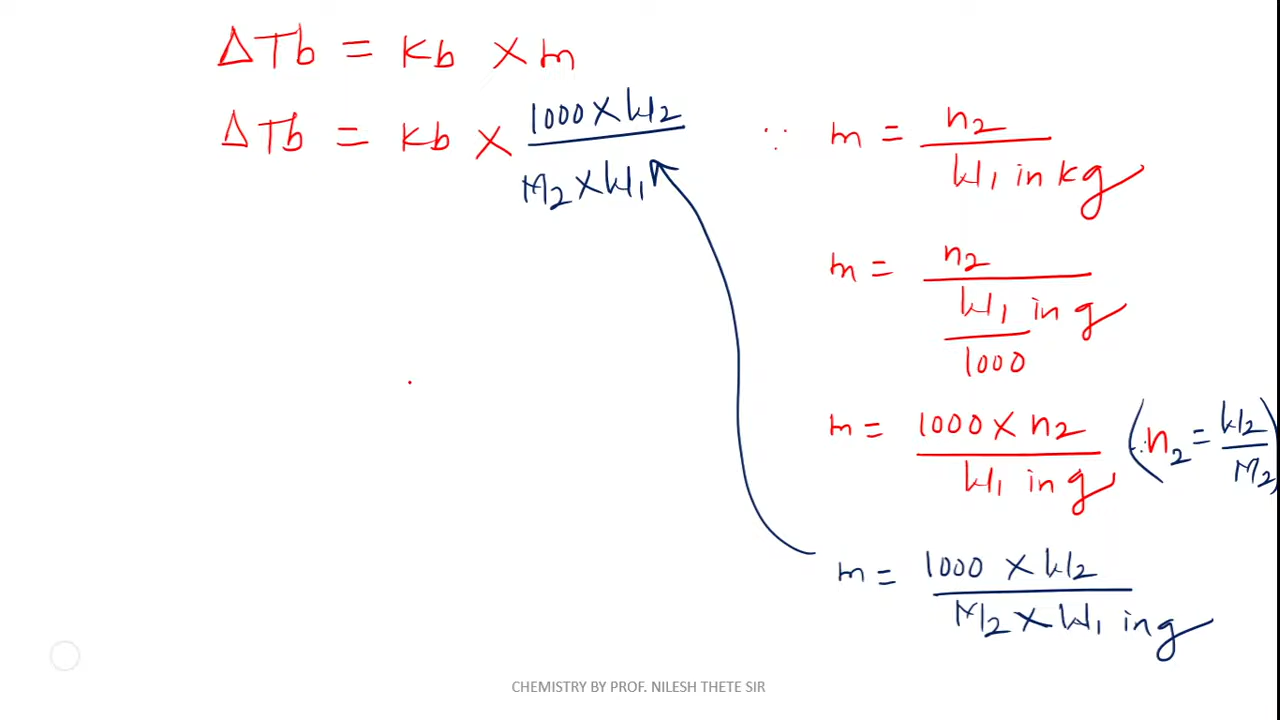 ΔTb = Kb × m
ΔTb = Kb × 1000 × W2 / M2 × W1
∵ m = n2 / W1 in kg
m = n2 / W1 in g / 1000
m = 1000 × n2 / W1 in g (∵ n2 = W2 / M2)
m = 1000 × W2 / M2 × W1 in g
CHEMISTRY BY PROF. NILESH THETE SIR